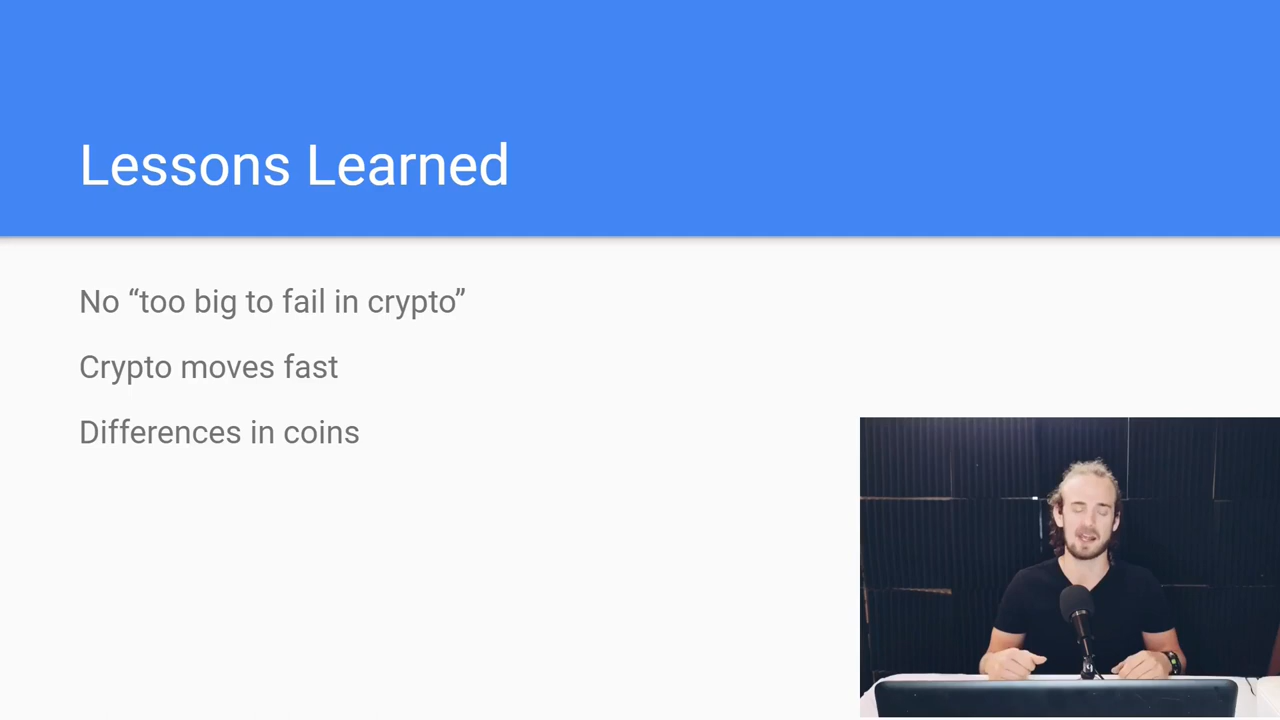 Lessons Learned
No “too big to fail in crypto”
Crypto moves fast
Differences in coins